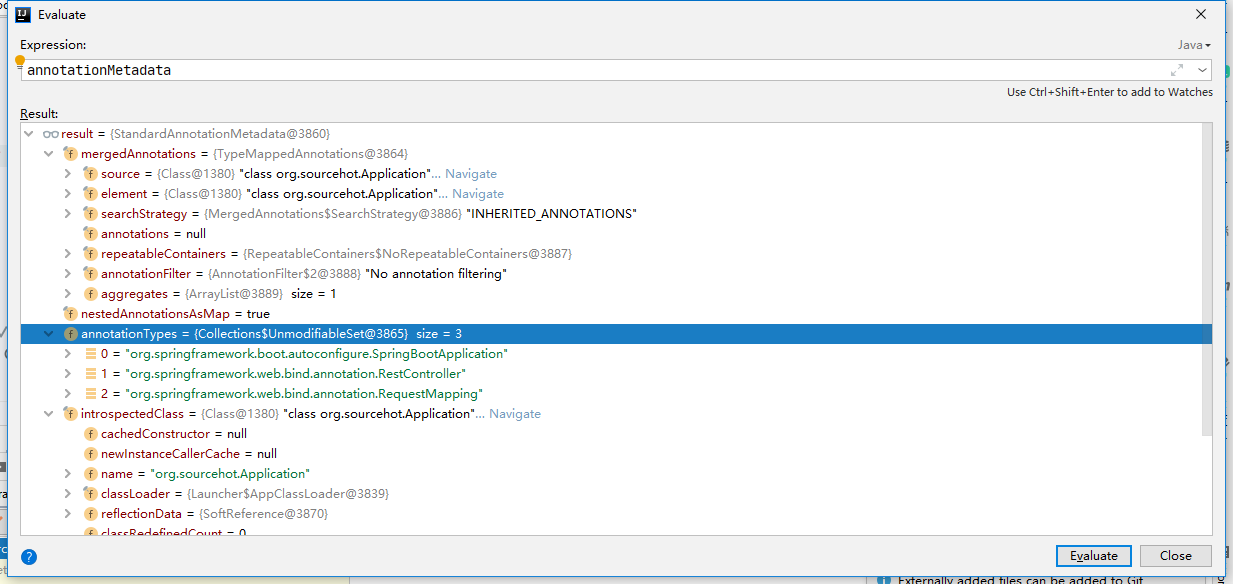 Evaluate
Expression:
Java
annotationMetadata
Use Ctrl+Shift+Enter to add to Watches
Result:
result = {StandardAnnotationMetadata@3860}
mergedAnnotations = {TypeMappedAnnotations@3864}
source = {Class@1380} "class org.sourcehot.Application"... Navigate
element = {Class@1380} "class org.sourcehot.Application"... Navigate
searchStrategy = {MergedAnnotations$SearchStrategy@3886} "INHERITED_ANNOTATIONS"
annotations = null
repeatableContainers = {RepeatableContainers$NoRepeatableContainers@3887}
annotationFilter = {AnnotationFilter$2@3888} "No annotation filtering"
aggregates = {ArrayList@3889} size = 1
nestedAnnotationsAsMap = true
annotationTypes = {Collections$UnmodifiableSet@3865} size = 3
0 = "org.springframework.boot.autoconfigure.SpringBootApplication"
1 = "org.springframework.web.bind.annotation.RestController"
2 = "org.springframework.web.bind.annotation.RequestMapping"
introspectedClass = {Class@1380} "class org.sourcehot.Application"... Navigate
cachedConstructor = null
newInstanceCallerCache = null
name = "org.sourcehot.Application"
classLoader = {Launcher$AppClassLoader@3839}
reflectionData = {SoftReference@3870}
classRedefinedCount = 0
Evaluate Close
Externally added files can be added to Git